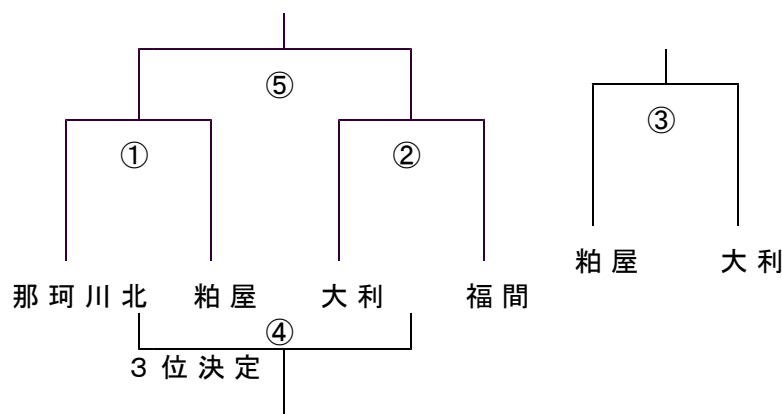 ⑤
① ② ③
那珂川北 粕屋 大利 福間 粕屋 大利
④
3位決定